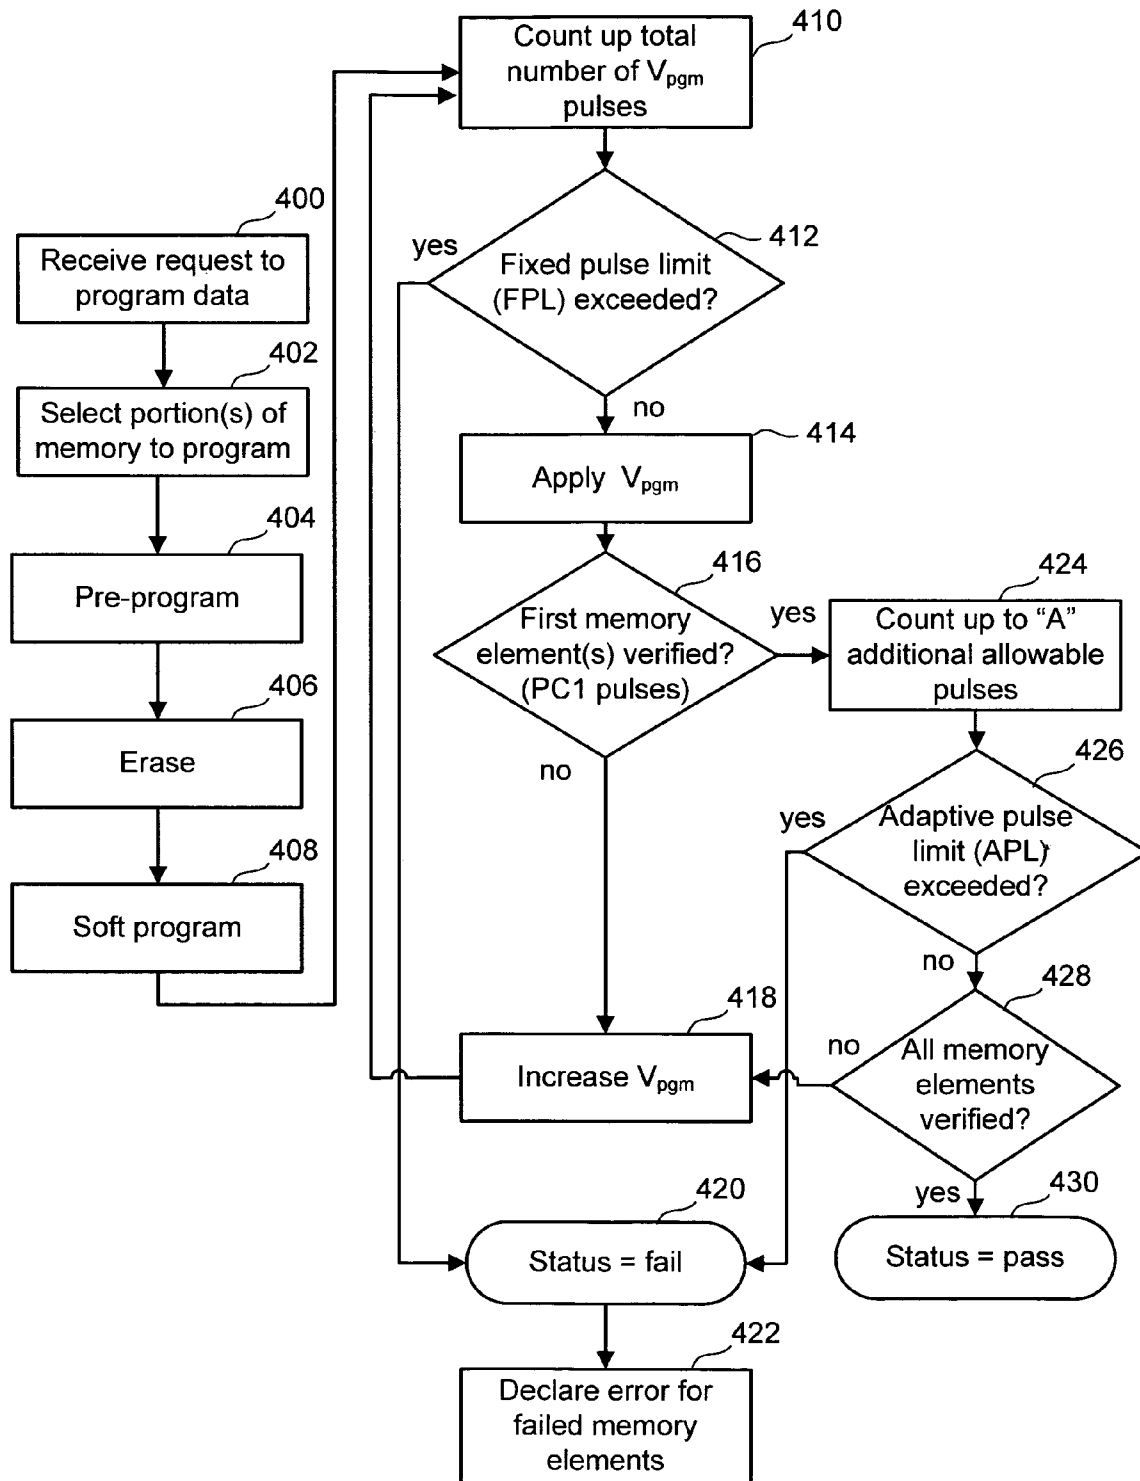 400
Receive request to
program data
402
Select portion(s) of
memory to program
404
Pre-program
406
Erase
408
Soft program
410
Count up total
number of Vpgm
pulses
412
yes
Fixed pulse limit
(FPL) exceeded?
no
414
Apply Vpgm
416
First memory
element(s) verified?
(PC1 pulses)
yes
no
424
Count up to “A”
additional allowable
pulses
426
yes
Adaptive pulse
limit (APL)
exceeded?
no
428
no
All memory
elements
verified?
yes
430
Status = pass
418
Increase Vpgm
420
Status = fail
422
Declare error for
failed memory
elements